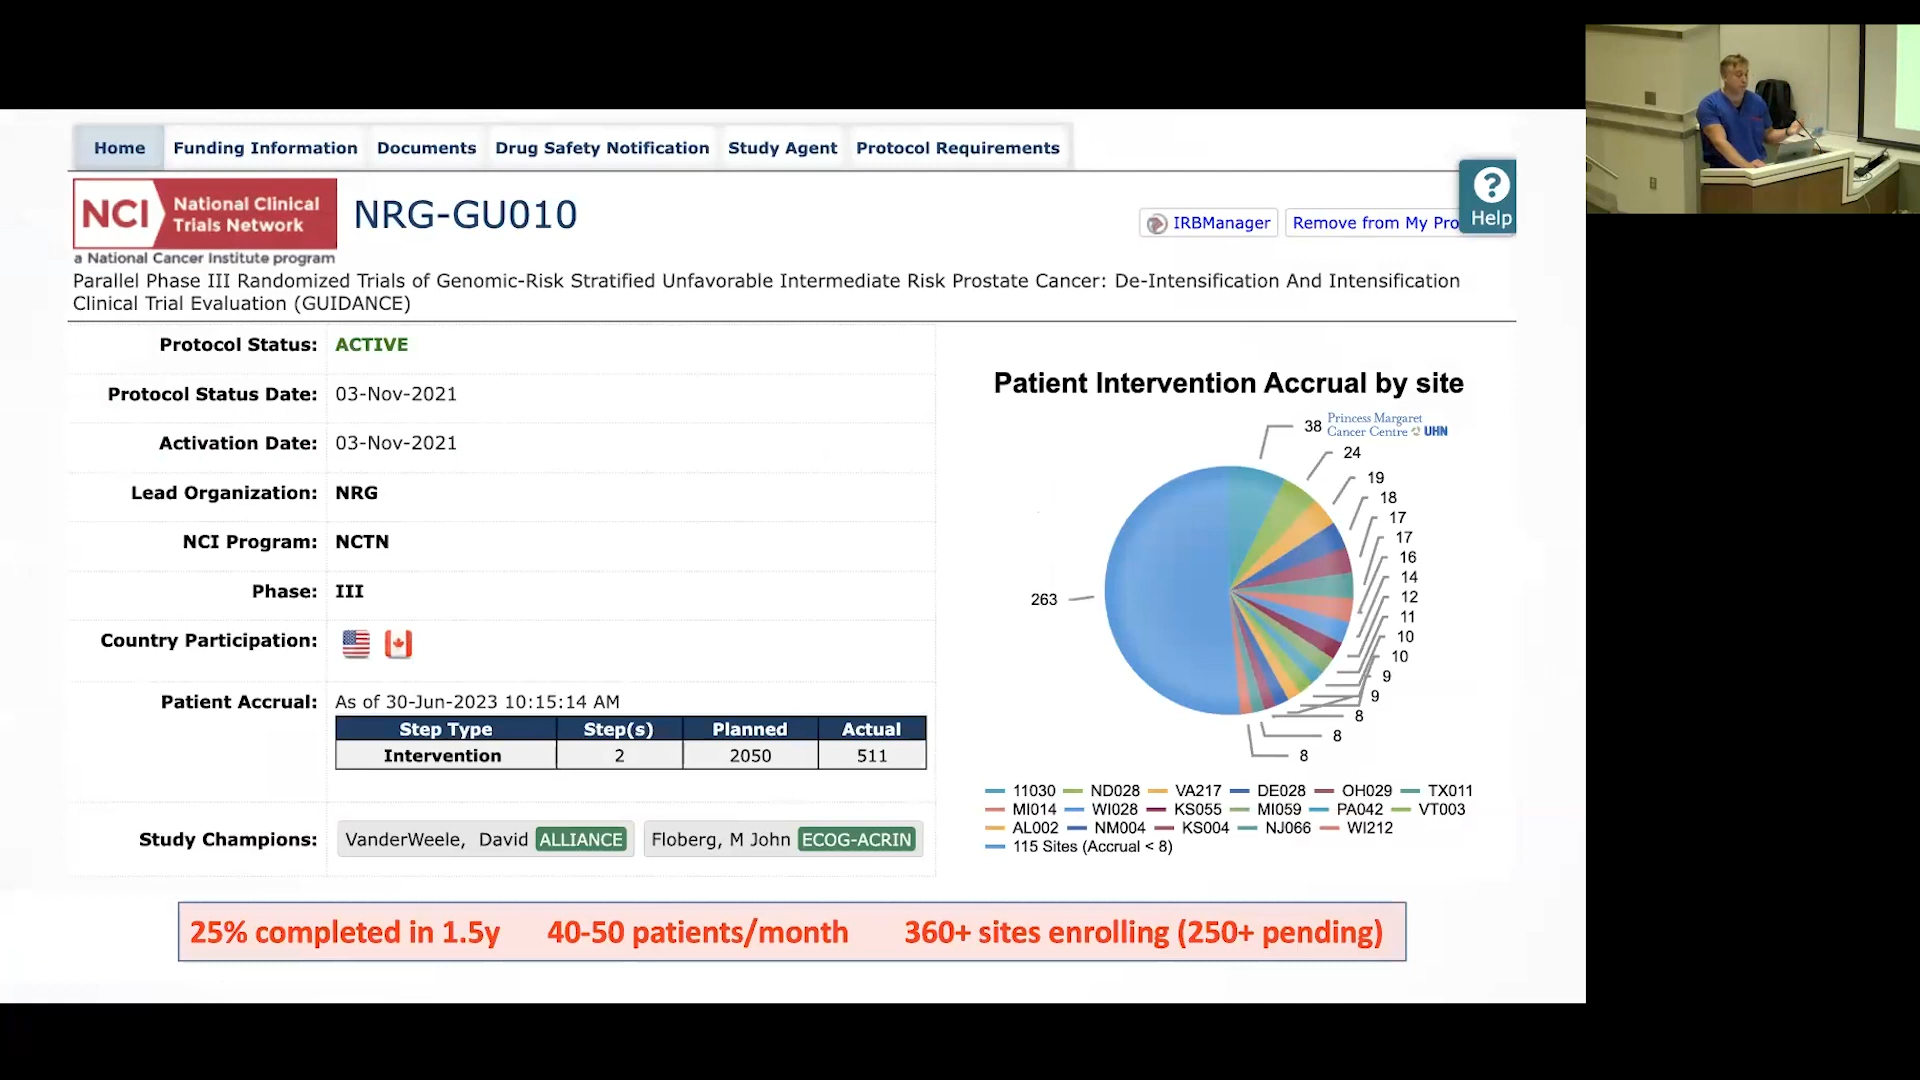 Home Funding Information Documents Drug Safety Notification Study Agent Protocol Requirements
NCI National Clinical Trials Network
a National Cancer Institute program
NRG-GU010
IRBManager Remove from My Pro
? Help
Parallel Phase III Randomized Trials of Genomic-Risk Stratified Unfavorable Intermediate Risk Prostate Cancer: De-Intensification And Intensification
Clinical Trial Evaluation (GUIDANCE)
Protocol Status: ACTIVE
Protocol Status Date: 03-Nov-2021
Activation Date: 03-Nov-2021
Lead Organization: NRG
NCI Program: NCTN
Phase: III
Country Participation:
Patient Accrual: As of 30-Jun-2023 10:15:14 AM
Step Type Step(s) Planned Actual
Intervention 2 2050 511
Study Champions: VanderWeele, David ALLIANCE Floberg, M John ECOG-ACRIN
Patient Intervention Accrual by site
38 Princess Margaret
Cancer Centre UHN
24
19
18
17
17
16
14
12
11
10
10
9
9
8
8
8
263
11030 ND028 VA217 DE028 OH029 TX011
MI014 WI028 KS055 MI059 PA042 VT003
AL002 NM004 KS004 NJ066 WI212
115 Sites (Accrual < 8)
25% completed in 1.5y 40-50 patients/month 360+ sites enrolling (250+ pending)